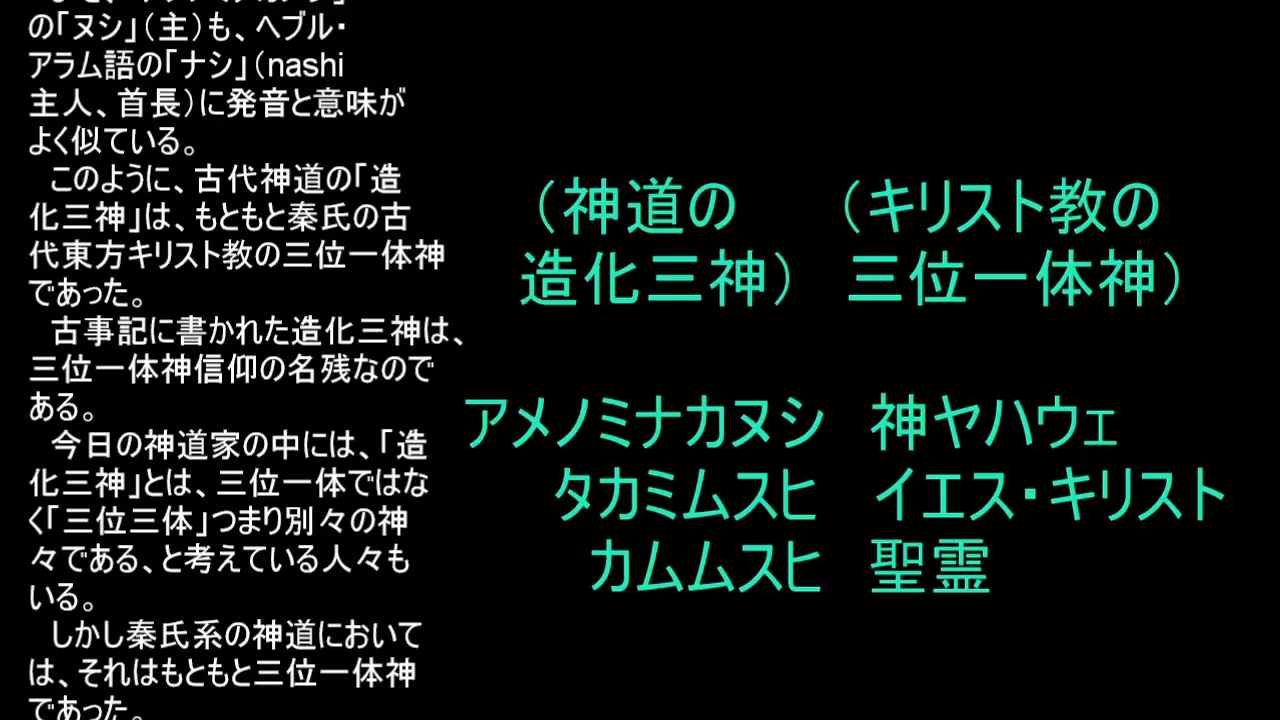 の「ヌシ」(主)も、ヘブル・
アラム語の「ナシ」(nashi
主人、首長)に発音と意味が
よく似ている。
このように、古代神道の「造
化三神」は、もともと秦氏の古
代東方キリスト教の三位一体神
であった。
古事記に書かれた造化三神は、
三位一体神信仰の名残なので
ある。
今日の神道家の中には、「造
化三神」とは、三位一体ではな
く「三位三体」つまり別々の神
々である、と考えている人々も
いる。
しかし秦氏系の神道において
は、それはもともと三位一体神
であった。
(神道の (キリスト教の
造化三神) 三位一体神)
アメノミナカヌシ 神ヤハウェ
タカミムスヒ イエス・キリスト
カムムスヒ 聖霊